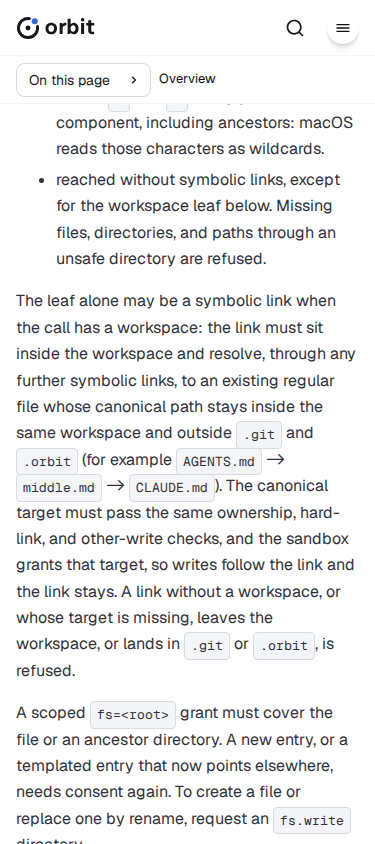 orbit
On this page
Overview
component, including ancestors: macOS
reads those characters as wildcards.
• reached without symbolic links, except
for the workspace leaf below. Missing
files, directories, and paths through an
unsafe directory are refused.
The leaf alone may be a symbolic link when
the call has a workspace: the link must sit
inside the workspace and resolve, through any
further symbolic links, to an existing regular
file whose canonical path stays inside the
same workspace and outside .git and
.orbit (for example AGENTS.md →
middle.md → CLAUDE.md). The canonical
target must pass the same ownership, hard-
link, and other-write checks, and the sandbox
grants that target, so writes follow the link and
the link stays. A link without a workspace, or
whose target is missing, leaves the
workspace, or lands in .git or .orbit, is
refused.
A scoped fs=<root> grant must cover the
file or an ancestor directory. A new entry, or a
templated entry that now points elsewhere,
needs consent again. To create a file or
replace one by rename, request an fs.write
directory